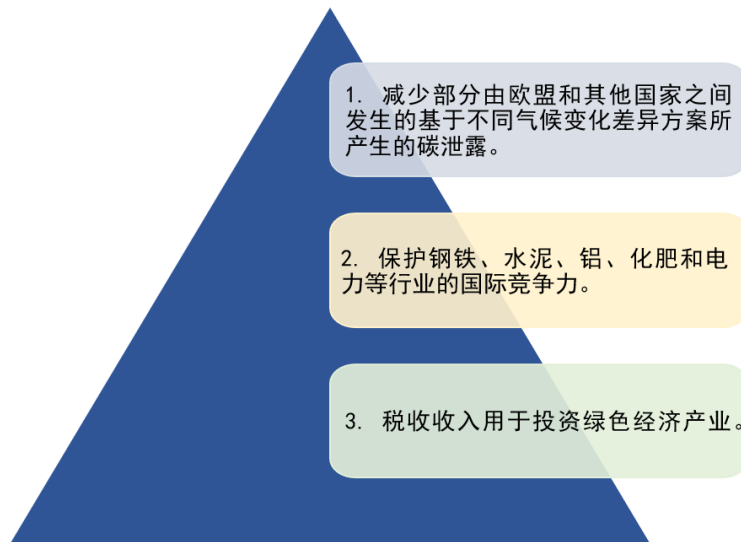 1. 减少部分由欧盟和其他国家之间
发生的基于不同气候变化差异方案所
产生的碳泄露。
2. 保护钢铁、水泥、铝、化肥和电
力等行业的国际竞争力。
3. 税收收入用于投资绿色经济产业。